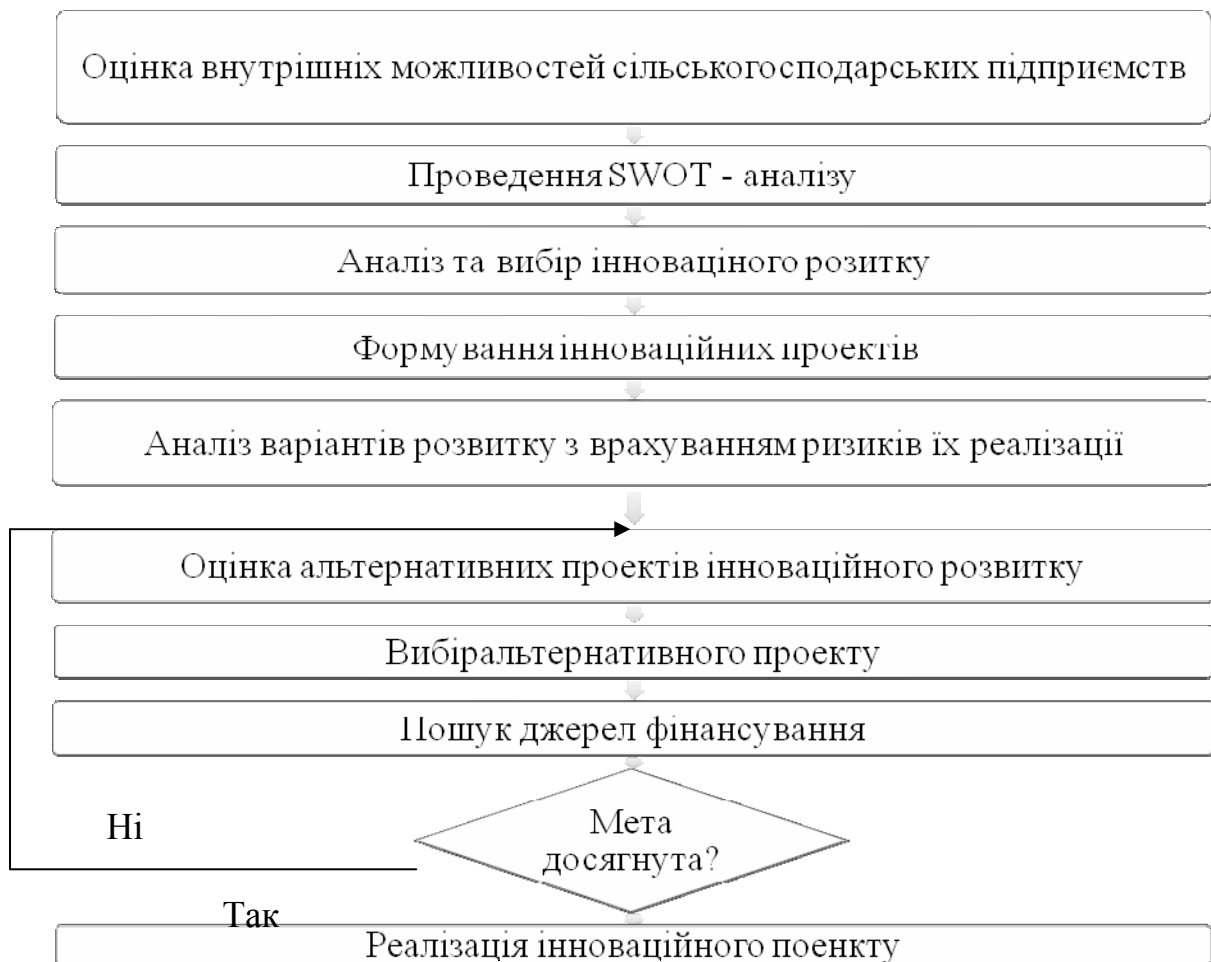 Оцінка внутрішніх можливостей сільськогосподарських підприємств
Проведення SWOT - аналізу
Аналіз та вибір інноваціного розитку
Формування інноваційних проектів
Аналіз варіантів розвитку з врахуванням ризиків їх реалізації
Оцінка альтернативних проектів інноваційного розвитку
Вибіральтернативного проекту
Пошук джерел фінансування
Ні
Мета
досягнута?
Так
Реалізація інноваційного поенкту